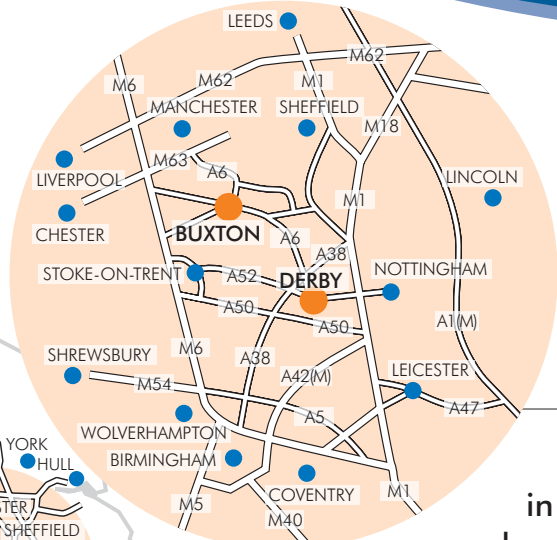 LEEDS
M62
M6
M62
M1
MANCHESTER
SHEFFIELD
M18
M63
LIVERPOOL
A6
LINCOLN
M1
CHESTER
BUXTON
A6
A38
STOKE-ON-TRENT
A52
DERBY
NOTTINGHAM
A50
A50
A1(M)
M6
SHREWSBURY
A38
A42(M)
LEICESTER
M54
A5
A47
WOLVERHAMPTON
YORK
BIRMINGHAM
HULL
COVENTRY
M1
M5
in
SHEFFIELD
M40